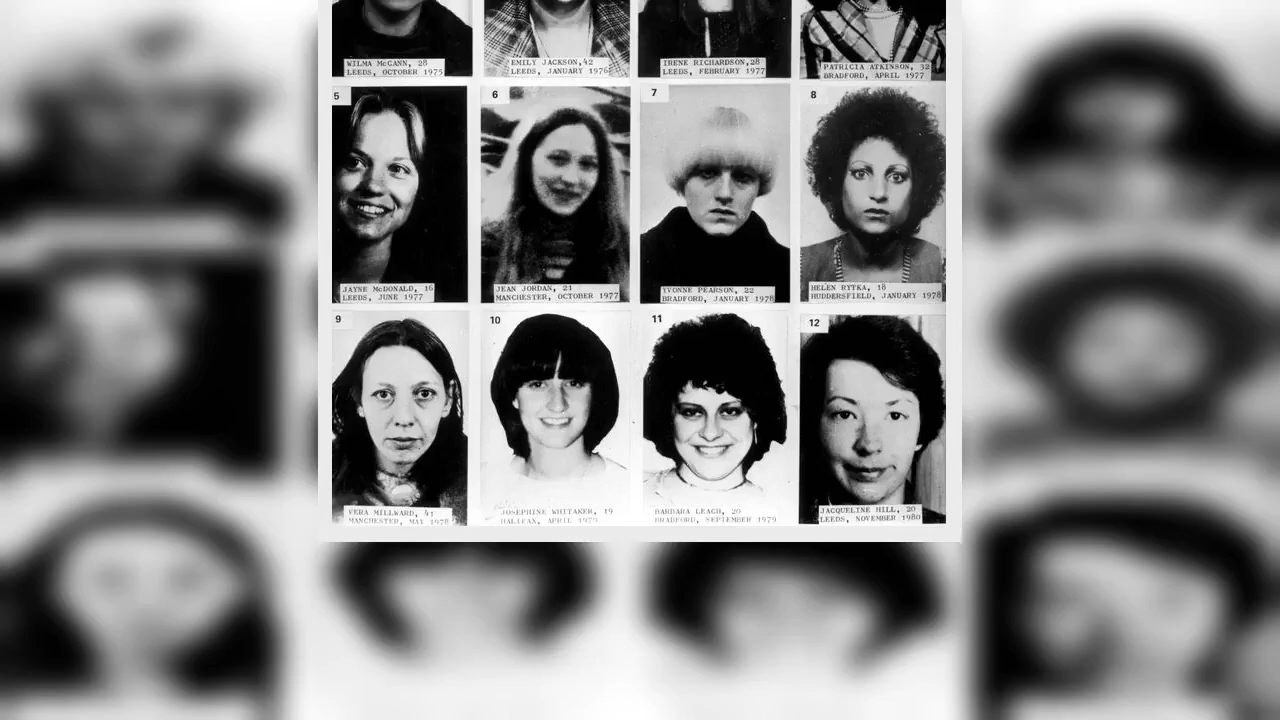 WILMA McCANN, 28
LEEDS, OCTOBER 1975
EMILY JACKSON, 42
LEEDS, JANUARY 1976
IRENE RICHARDSON, 28
LEEDS, FEBRUARY 1977
PATRICIA ATKINSON, 32
BRADFORD, APRIL 1977
5
6
7
8
JAYNE McDONALD, 16
LEEDS, JUNE 1977
JEAN JORDAN, 21
MANCHESTER, OCTOBER 1977
YVONNE PEARSON, 22
BRADFORD, JANUARY 1978
HELEN RYTKA, 18
HUDDERSFIELD, JANUARY 1978
9
10
11
12
VERA MILLWARD, 41
MANCHESTER, MAY 1978
JOSEPHINE WHITAKER, 19
HALIFAX, APRIL 1979
BARBARA LEACH, 20
BRADFORD, SEPTEMBER 1979
JACQUELINE HILL, 20
LEEDS, NOVEMBER 1980